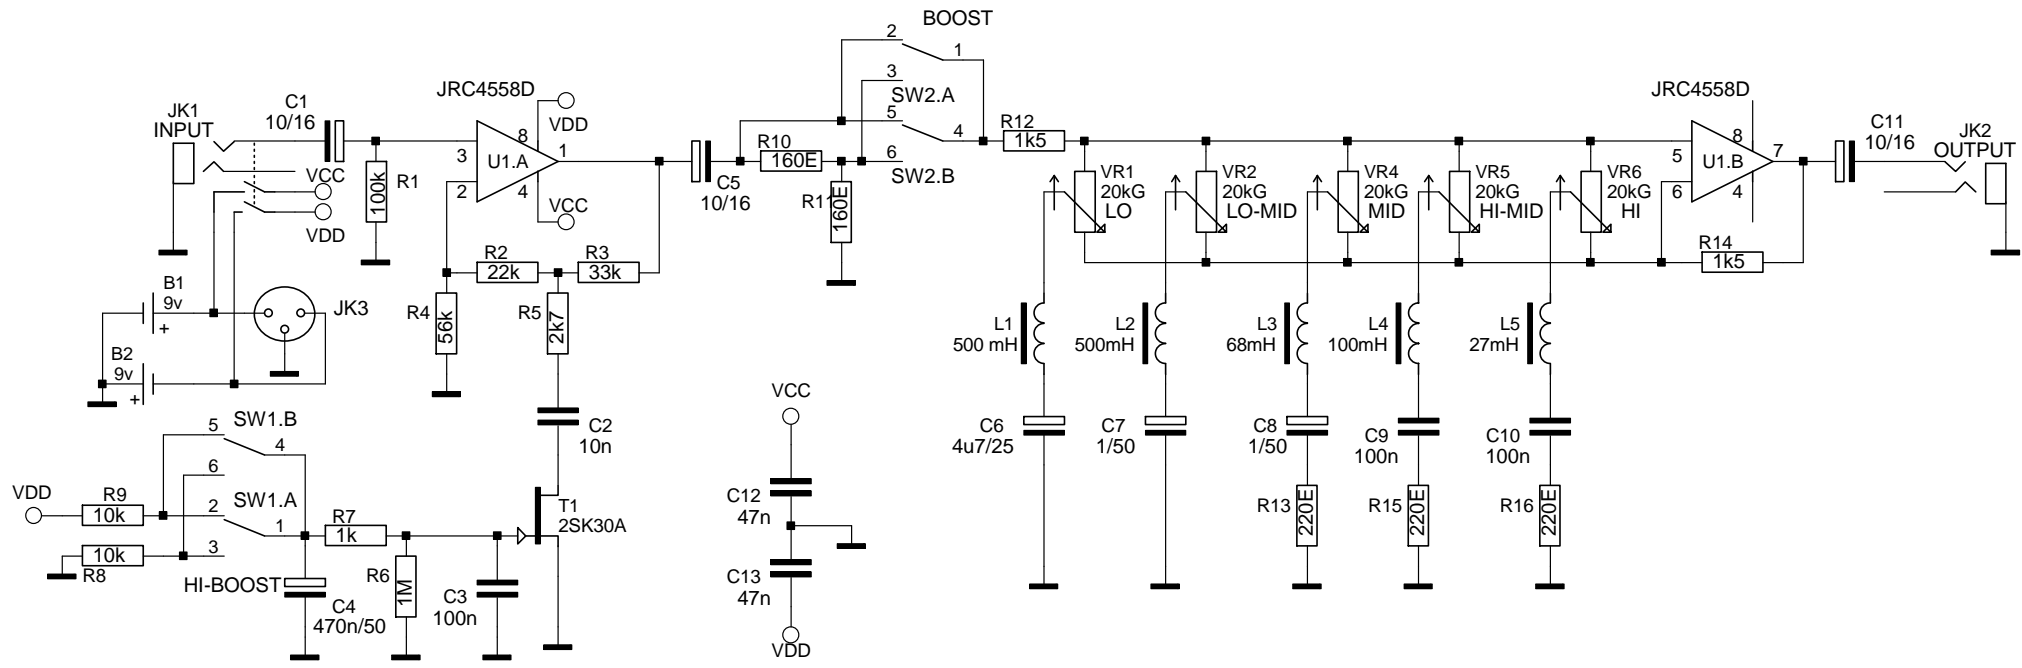 BOOST
2
1
3
SW2.A
5
4
6
SW2.B
JK1
INPUT
C1
10/16
VCC
VDD
R1
100k
JRC4558D
8
VDD
3
U1.A
1
2
4
VCC
R2
22k
R3
33k
R4
56k
R5
2k7
C5
10/16
R10
160E
R11
160E
R12
1k5
VR1
20kG
LO
VR2
20kG
LO-MID
VR4
20kG
MID
VR5
20kG
HI-MID
VR6
20kG
HI
JRC4558D
8
5
U1.B
7
6
4
R14
1k5
C11
10/16
JK2
OUTPUT
B1
9v
+
JK3
B2
9v
+
L1
500 mH
L2
500mH
L3
68mH
L4
100mH
L5
27mH
C6
4u7/25
C7
1/50
C8
1/50
C9
100n
C10
100n
R13
220E
R15
220E
R16
220E
SW1.B
5
4
6
SW1.A
2
1
3
VDD
R9
10k
10k
R8
HI-BOOST
C4
470n/50
R7
1k
R6
1M
C3
100n
C2
10n
T1
2SK30A
VCC
C12
47n
C13
47n
VDD